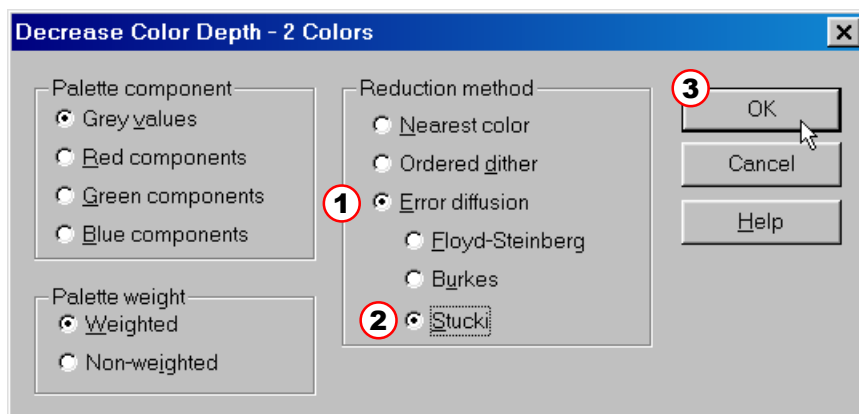 Decrease Color Depth - 2 Colors
Palette component
Grey values
Red components
Green components
Blue components
Palette weight
Weighted
Non-weighted
Reduction method
Nearest color
Ordered dither
1
Error diffusion
Floyd-Steinberg
Burkes
2
Stucki
3
OK
Cancel
Help